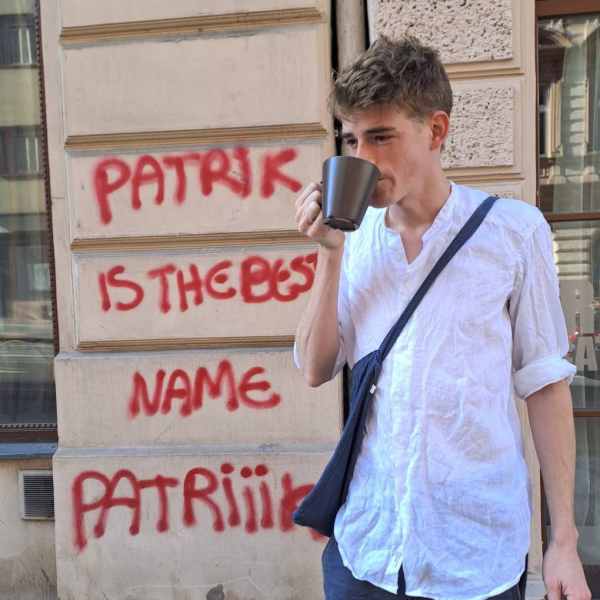 PATRiK
IS THE BEST
NAME
PATRiiiK